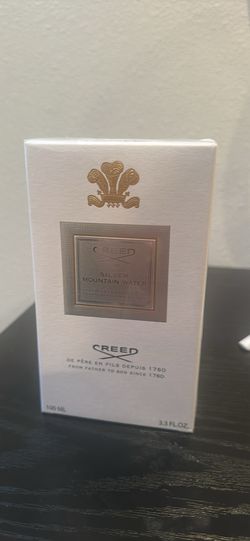 CREED
SILVER
MOUNTAIN WATER
CREED
DE PÈRE EN FILS DEPUIS 1760
FROM FATHER TO SON SINCE 1760
100 ML
3.3 FL.OZ.